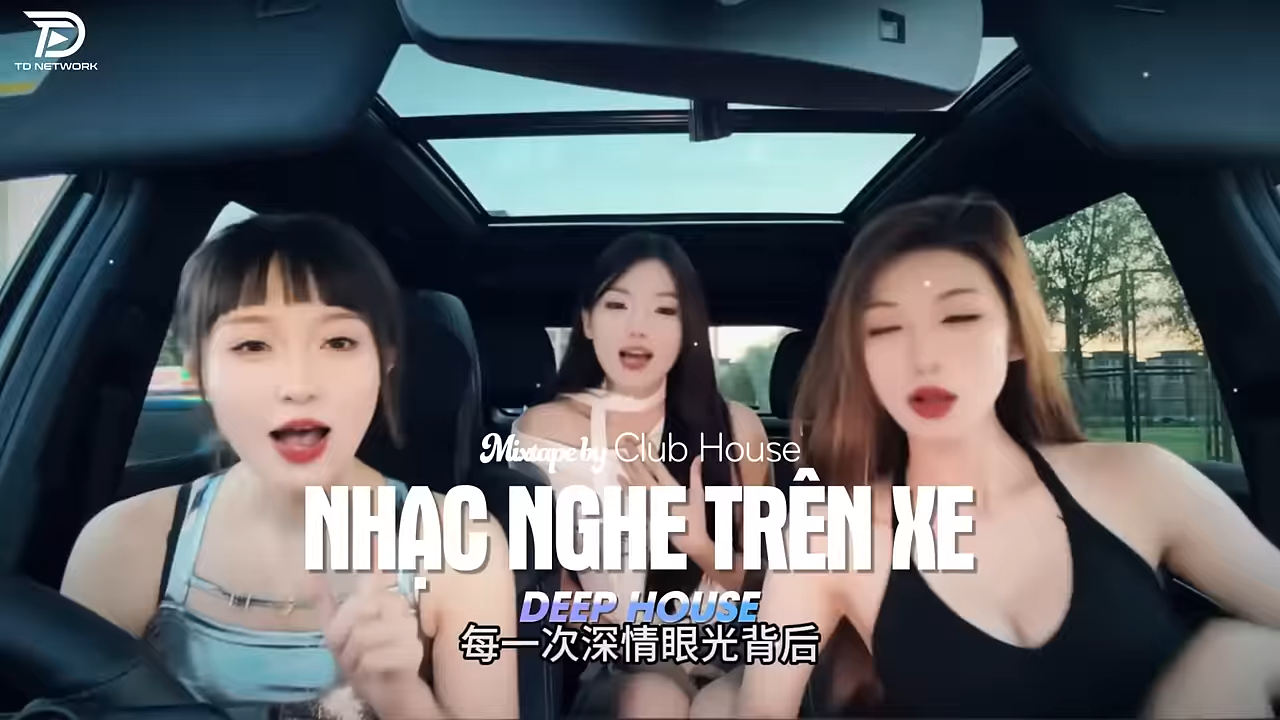 TD NETWORK
Mixtape by Club House
NHẠC NGHE TRÊN XE
DEEP HOUSE
每一次深情眼光背后